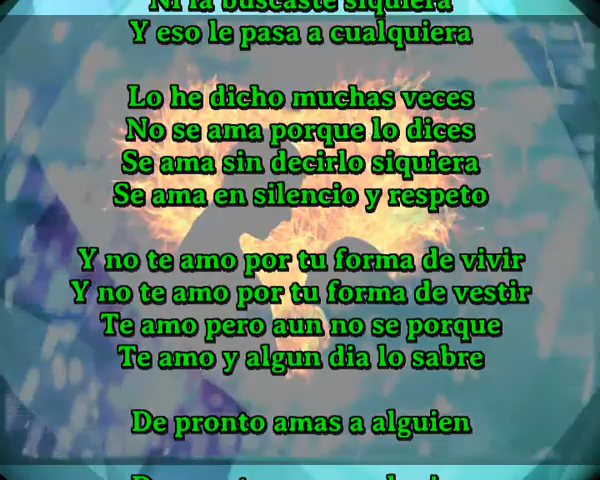 Ni la buscaste siquiera
Y eso le pasa a cualquiera
Lo he dicho muchas veces
No se ama porque lo dices
Se ama sin decirlo siquiera
Se ama en silencio y respeto
Y no te amo por tu forma de vivir
Y no te amo por tu forma de vestir
Te amo pero aun no se porque
Te amo y algun dia lo sabre
De pronto amas a alguien